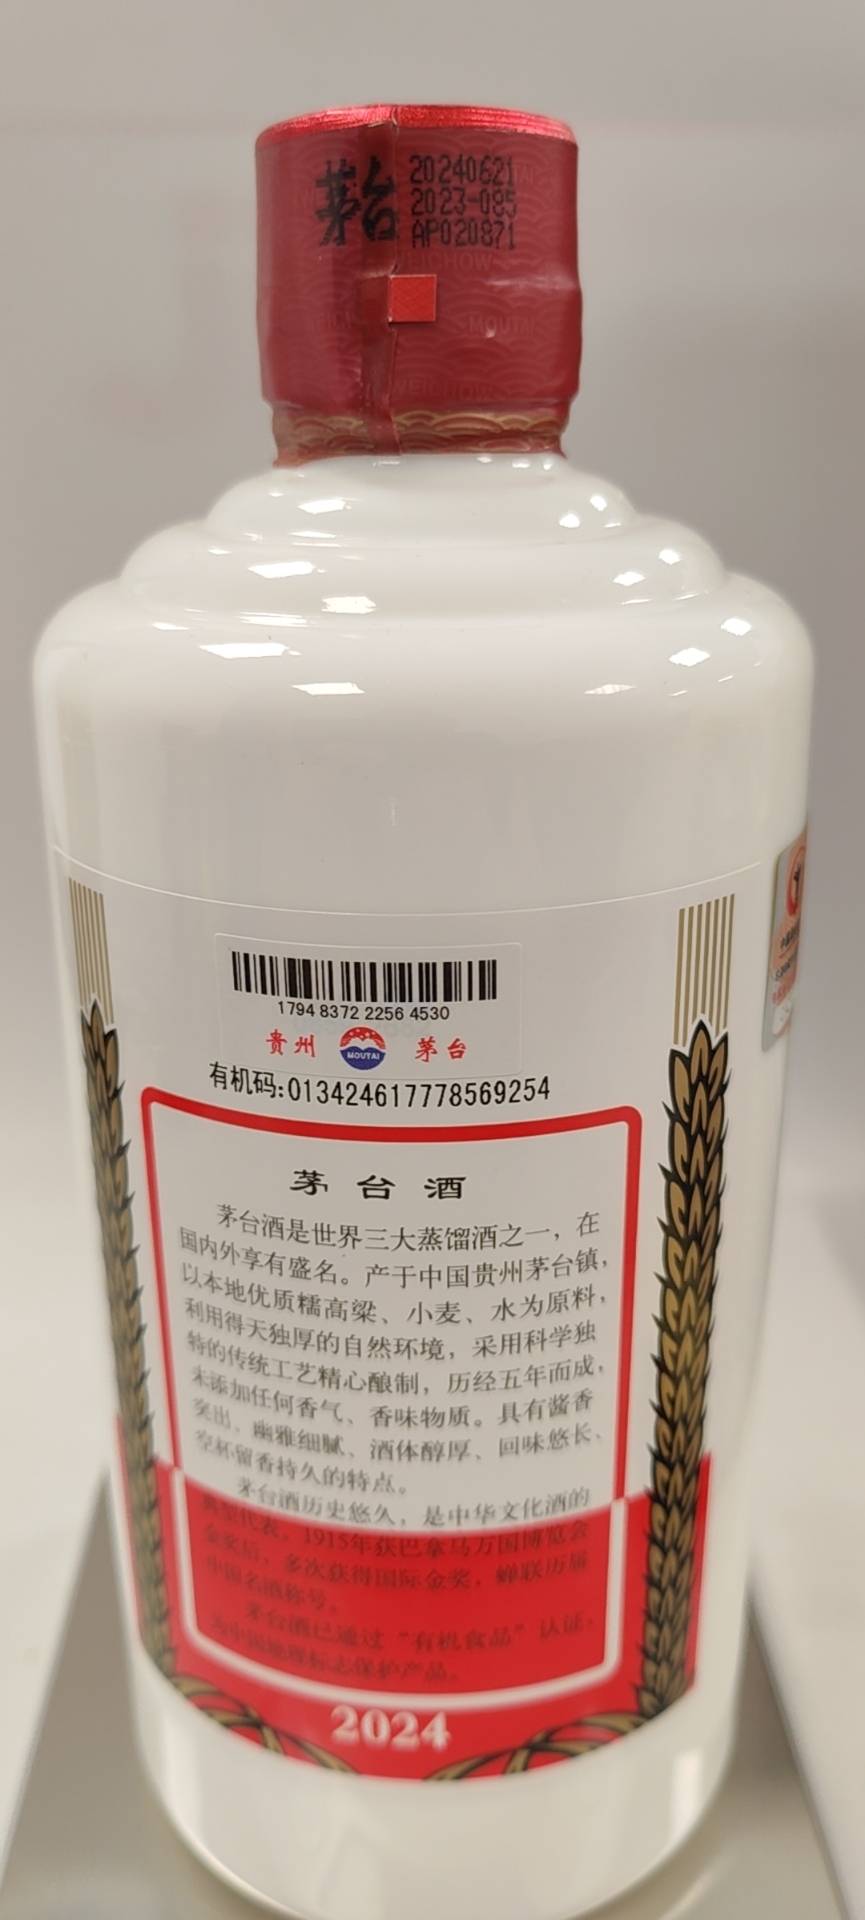 茅台
20240621
2023-085
AP020871
WEICHOW
MOUTAI
WEICHOW
1794 8372 2256 4530
贵州 MOUTAI 茅台
有机码:0134246177778569254
茅台酒
茅台酒是世界三大蒸馏酒之一，在
国内外享有盛名。产于中国贵州茅台镇，
以本地优质糯高粱、小麦、水为原料，
利用得天独厚的自然环境，采用科学独
特的传统工艺精心酿制，历经五年而成，
未添加任何香气、香味物质。具有酱香
突出、幽雅细腻、酒体醇厚、回味悠长、
空杯留香持久的特点。
茅台酒历史悠久，是中华文化酒的
典型代表。1915年获巴拿马万国博览会
金奖后，多次获得国际金奖，蝉联历届
中国名酒称号。
茅台酒已通过“有机食品”认证，
为中国地理标志保护产品。
2024